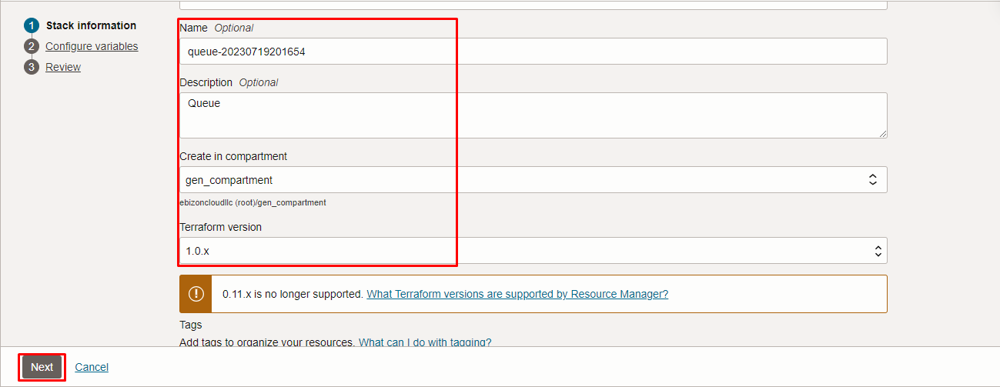 1 Stack information
2 Configure variables
3 Review
Name Optional
queue-20230719201654
Description Optional
Queue
Create in compartment
gen_compartment
ebizoncloudllc (root)/gen_compartment
Terraform version
1.0.x
0.11.x is no longer supported. What Terraform versions are supported by Resource Manager?
Tags
Add tags to organize your resources. What can I do with tagging?
Next Cancel